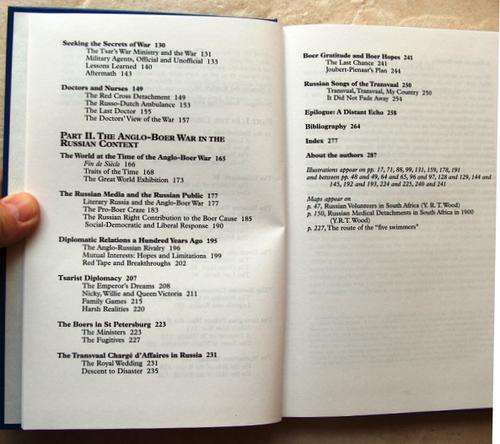 Seeking the Secrets of War 130
The Tsar's War Ministry and the War 131
Military Agents, Official and Unofficial 133
Lessons Learned 140
Aftermath 143
Doctors and Nurses 149
The Red Cross Detachment 149
The Russo-Dutch Ambulance 153
The Last Doctor 155
The Doctors' View of the War 157
PART II. THE ANGLO-BOER WAR IN THE
RUSSIAN CONTEXT
The World at the Time of the Anglo-Boer War 165
Fin de Siècle 166
Traits of the Time 168
The Great World Exhibition 173
The Russian Media and the Russian Public 177
Literary Russia and the Anglo-Boer War 177
The Pro-Boer Craze 183
The Russian Right Contribution to the Boer Cause 185
Social-Democratic and Liberal Response 190
Diplomatic Relations a Hundred Years Ago 195
The Anglo-Russian Rivalry 196
Mutual Interests: Hopes and Limitations 199
Red Tape and Breakthroughs 202
Tsarist Diplomacy 207
The Emperor's Dreams 208
Nicky, Willie and Queen Victoria 211
Family Games 215
Harsh Realities 220
The Boers in St Petersburg 223
The Ministers 223
The Fugitives 227
The Transvaal Chargé d'Affaires in Russia 231
The Royal Wedding 231
Descent to Disaster 235
Boer Gratitude and Boer Hopes 241
The Last Chance 241
Joubert-Pienaar's Plan 244
Russian Songs of the Transvaal 250
Transvaal, Transvaal, My Country 250
It Did Not Fade Away 254
Epilogue: A Distant Echo 258
Bibliography 264
Index 277
About the authors 287
Illustrations appear on pp. 17, 71, 88, 99, 131, 159, 178, 191
and between pp. 48 and 49, 64 and 65, 96 and 97, 128 and 129, 144 and
145, 192 and 193, 224 and 225, 240 and 241
Maps appear on
p. 47, Russian Volunteers in South Africa (Y. R. T. Wood)
p. 150, Russian Medical Detachments in South Africa in 1900
(Y.R.T. Wood)
p. 227, The route of the "five swimmers"